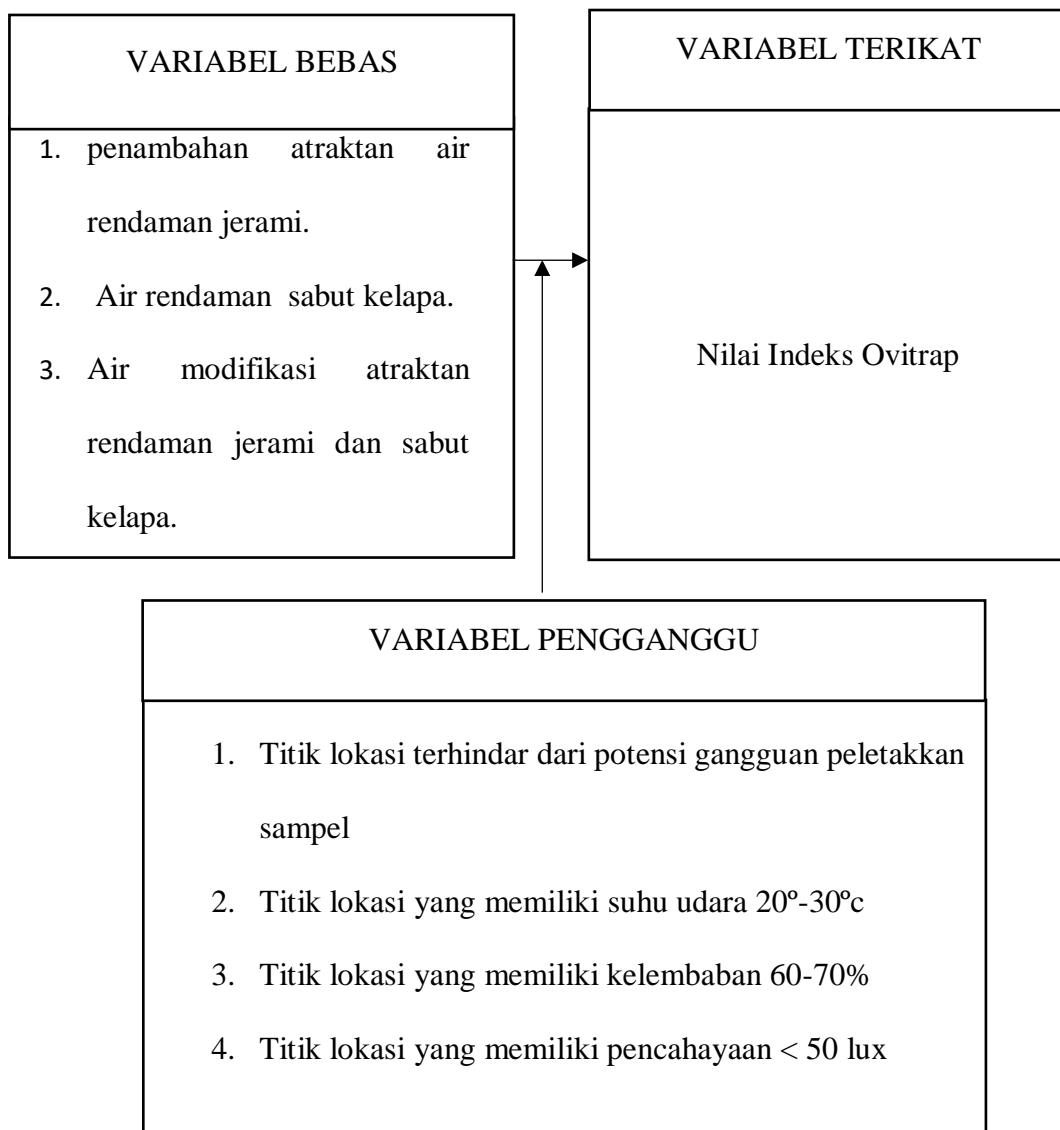 VARIABEL BEBAS
1. penambahan atraktan air
rendaman jerami.
2. Air rendaman sabut kelapa.
3. Air modifikasi atraktan
rendaman jerami dan sabut
kelapa.
VARIABEL TERIKAT
Nilai Indeks Ovitrap
VARIABEL PENGGANGGU
1. Titik lokasi terhindar dari potensi gangguan peletakkan
sampel
2. Titik lokasi yang memiliki suhu udara 20º-30ºc
3. Titik lokasi yang memiliki kelembaban 60-70%
4. Titik lokasi yang memiliki pencahayaan < 50 lux